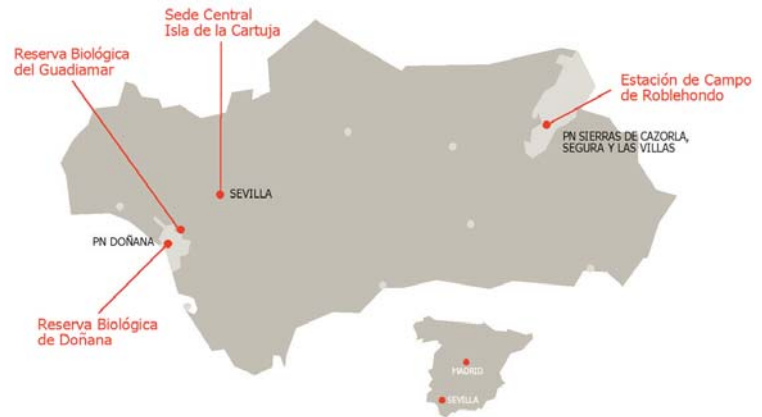 Sede Central
Isla de la Cartuja
Reserva Biológica
del Guadiamar
Estación de Campo
de Roblehondo
PN SIERRAS DE CAZORLA,
SEGURA Y LAS VILLAS
SEVILLA
PN DOÑANA
Reserva Biológica
de Doñana
MADRID
SEVILLA